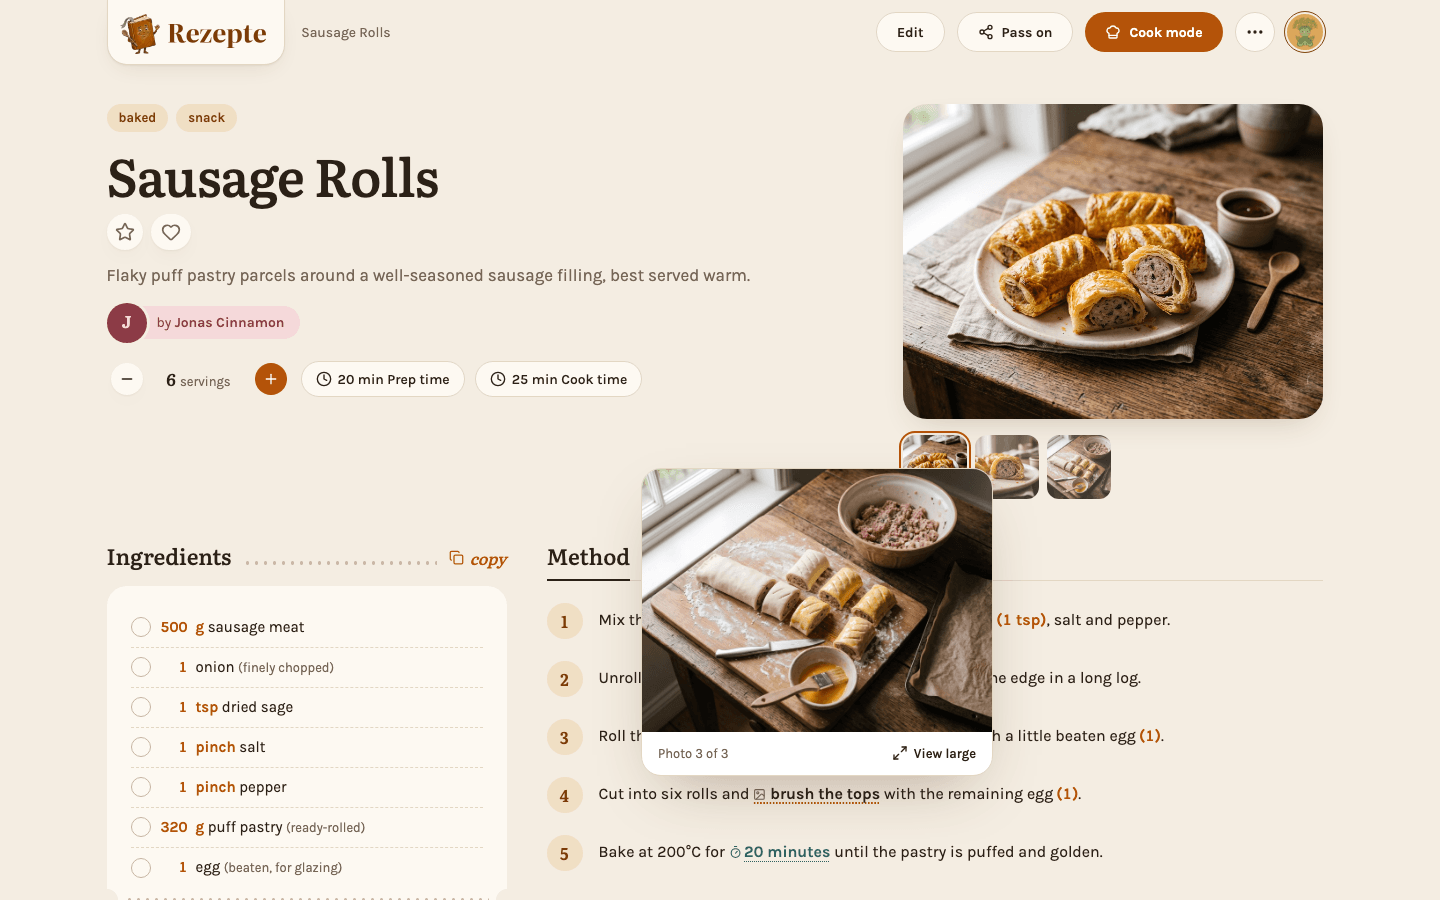 Rezepte
Sausage Rolls
Edit
Pass on
Cook mode
baked
snack
Sausage Rolls
Flaky puff pastry parcels around a well-seasoned sausage filling, best served warm.
J
by Jonas Cinnamon
6 servings
20 min Prep time
25 min Cook time
Ingredients
copy
500 g sausage meat
1 onion (finely chopped)
1 tsp dried sage
1 pinch salt
1 pinch pepper
320 g puff pastry (ready-rolled)
1 egg (beaten, for glazing)
Method
1 Mix (1 tsp), salt and pepper.
2 Unroll edge in a long log.
3 Roll a little beaten egg (1).
Photo 3 of 3
View large
4 Cut into six rolls and brush the tops with the remaining egg (1).
5 Bake at 200°C for 20 minutes until the pastry is puffed and golden.